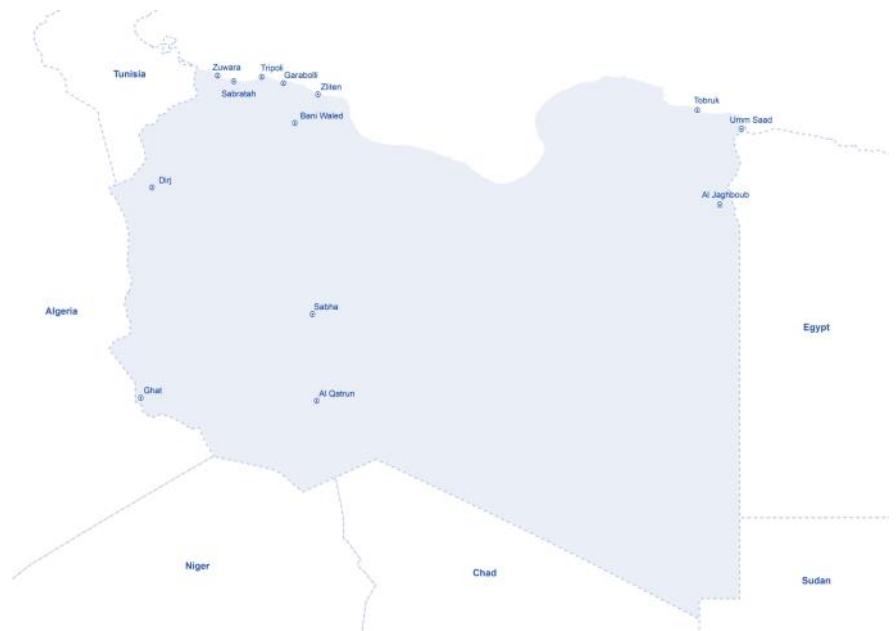 Zuwara
Tripoli
Tunisia
Garabolli
Sabratah
Zliten
Tobruk
Bani Waled
Umm Saad
Dirj
Al Jaghboub
Sabha
Algeria
Egypt
Ghat
Al Qatrun
Niger
Chad
Sudan